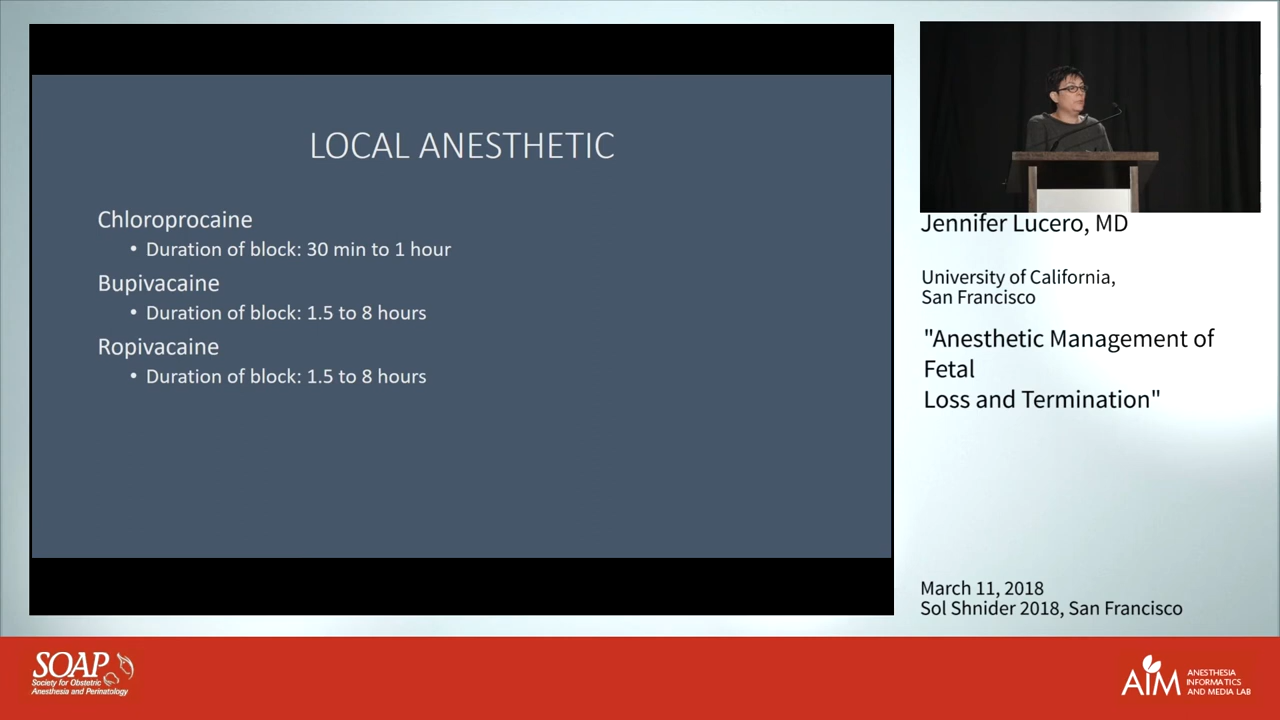 LOCAL ANESTHETIC
Chloroprocaine
• Duration of block: 30 min to 1 hour
Bupivacaine
• Duration of block: 1.5 to 8 hours
Ropivacaine
• Duration of block: 1.5 to 8 hours
Jennifer Lucero, MD
University of California,
San Francisco
"Anesthetic Management of
Fetal
Loss and Termination"
March 11, 2018
Sol Shnider 2018, San Francisco
SOAP
Society for Obstetric
Anesthesia and Perinatology
AIM
ANESTHESIA
INFORMATICS
AND MEDIA LAB